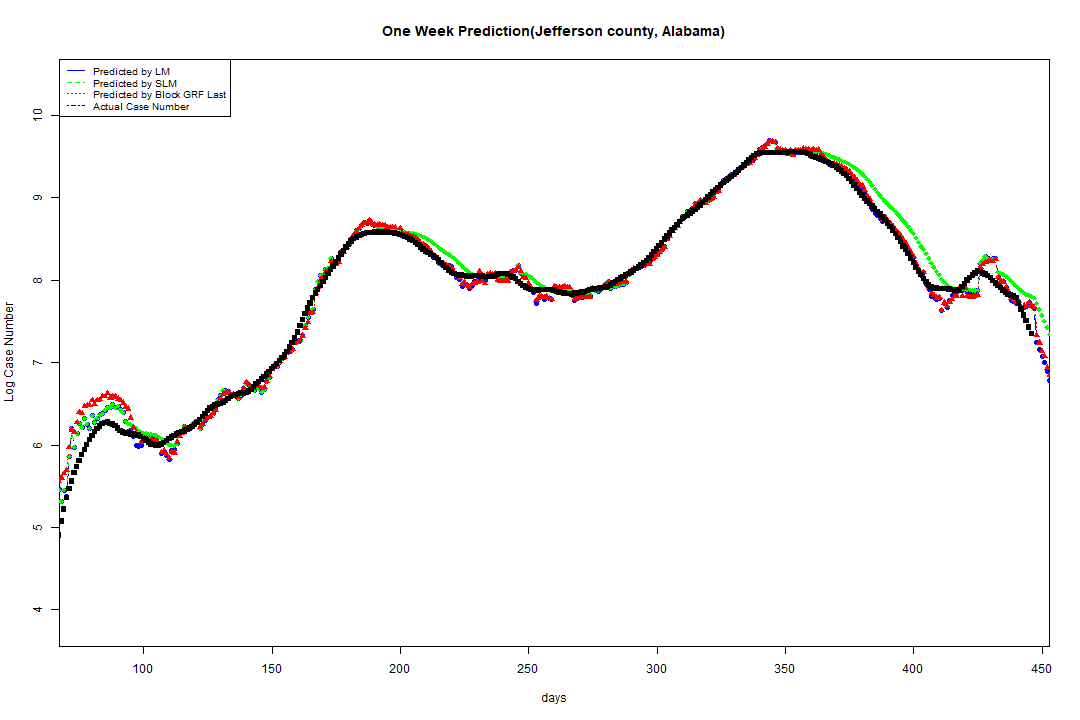 One Week Prediction(Jefferson county, Alabama)
Predicted by LM
Predicted by SLM
Predicted by Block GRF Last
Actual Case Number
10
9
8
7
6
5
4
Log Case Number
100 150 200 250 300 350 400 450
days